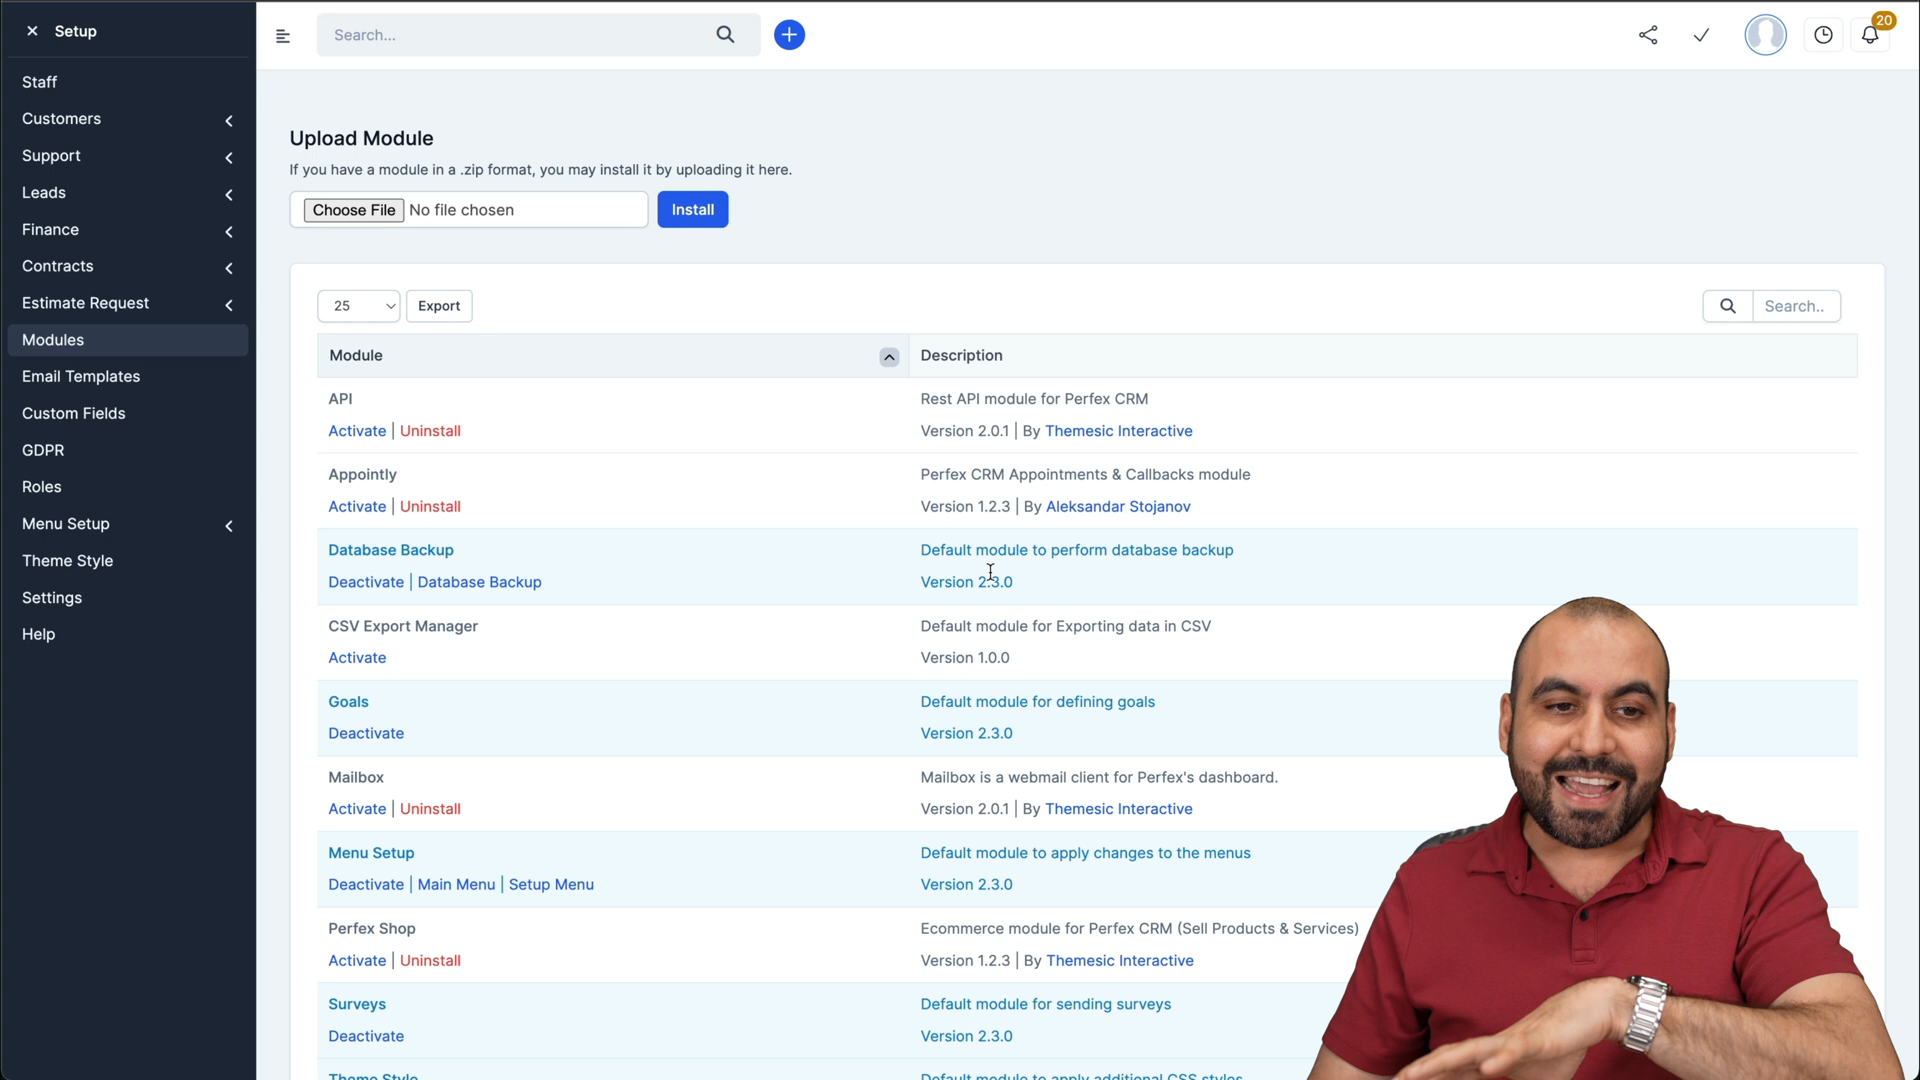 Setup
Staff
Customers
Support
Leads
Finance
Contracts
Estimate Request
Modules
Email Templates
Custom Fields
GDPR
Roles
Menu Setup
Theme Style
Settings
Help
Search...
20
Upload Module
If you have a module in a .zip format, you may install it by uploading it here.
Choose File No file chosen
Install
25
Export
Search..
Module Description
API Rest API module for Perfex CRM
Activate | Uninstall Version 2.0.1 | By Themesic Interactive
Appointly Perfex CRM Appointments & Callbacks module
Activate | Uninstall Version 1.2.3 | By Aleksandar Stojanov
Database Backup Default module to perform database backup
Deactivate | Database Backup Version 2.3.0
CSV Export Manager Default module for Exporting data in CSV
Activate Version 1.0.0
Goals Default module for defining goals
Deactivate Version 2.3.0
Mailbox Mailbox is a webmail client for Perfex's dashboard.
Activate | Uninstall Version 2.0.1 | By Themesic Interactive
Menu Setup Default module to apply changes to the menus
Deactivate | Main Menu | Setup Menu Version 2.3.0
Perfex Shop Ecommerce module for Perfex CRM (Sell Products & Services)
Activate | Uninstall Version 1.2.3 | By Themesic Interactive
Surveys Default module for sending surveys
Deactivate Version 2.3.0
Theme Style Default module to apply additional CSS styles